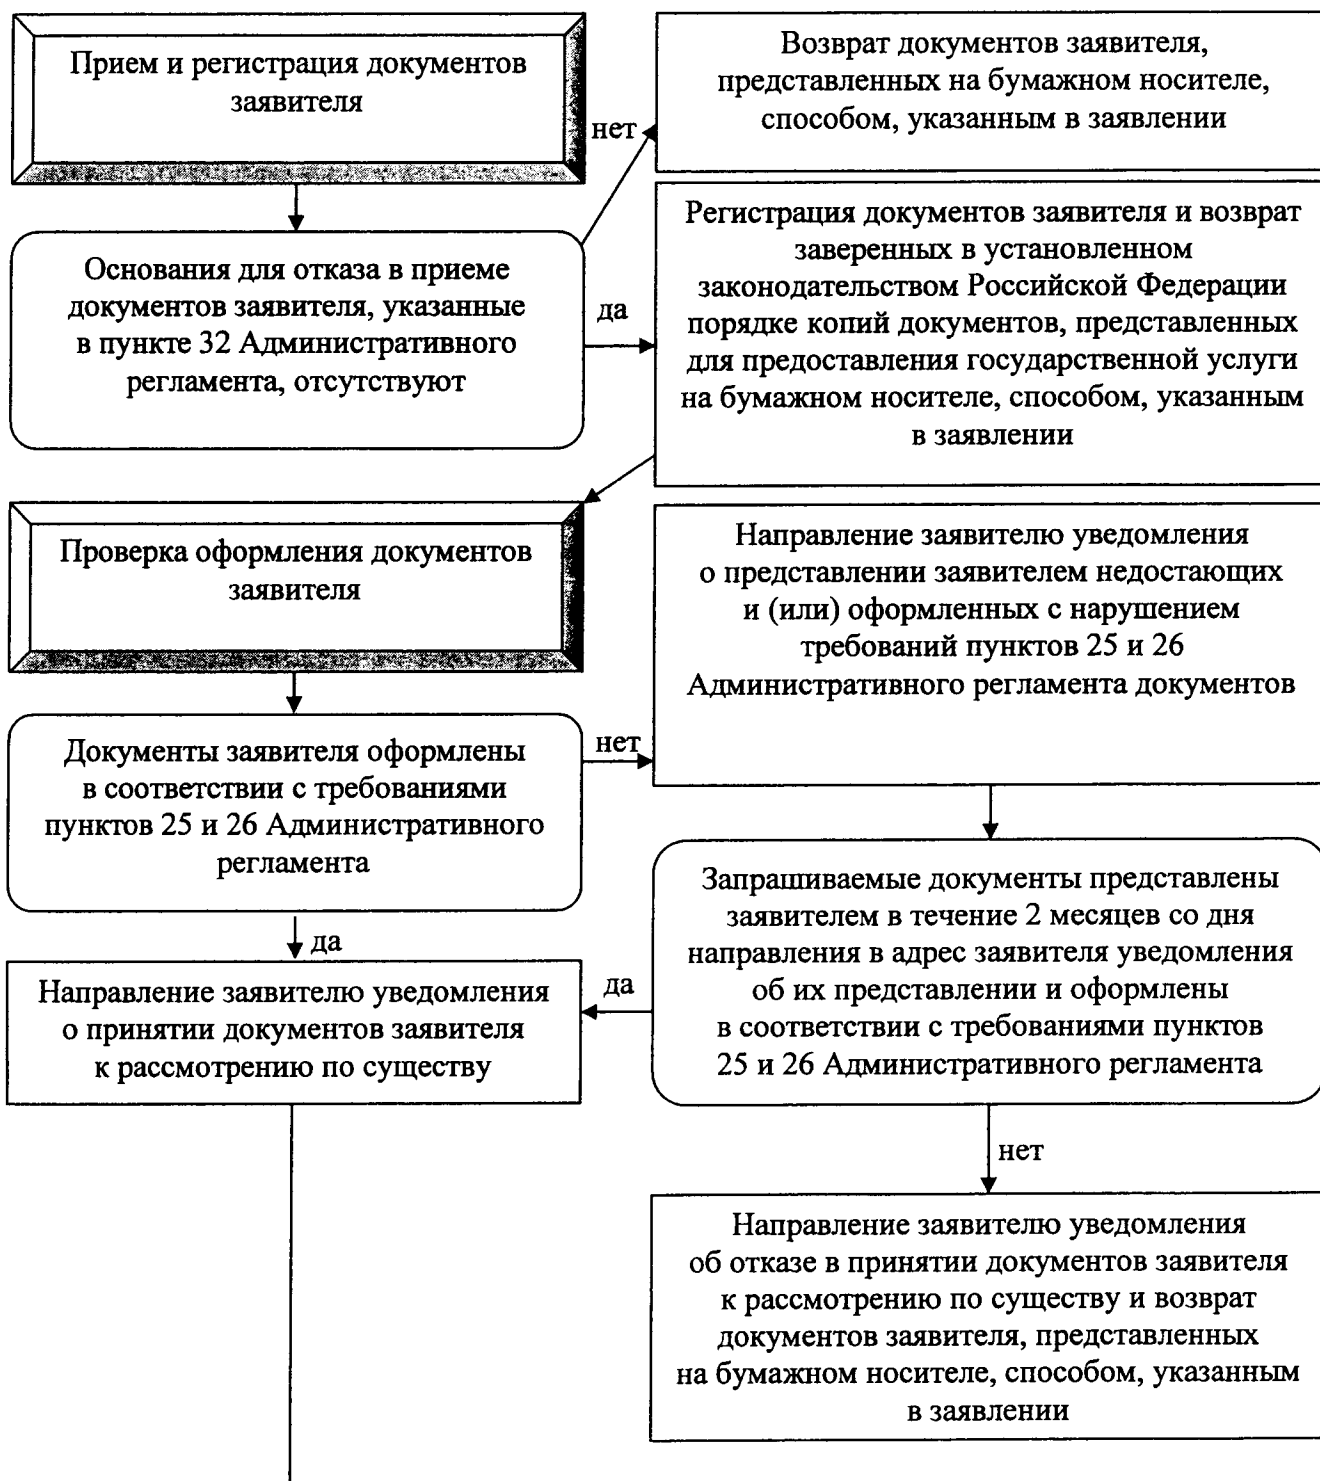 Прием и регистрация документов
заявителя
нет
Возврат документов заявителя,
представленных на бумажном носителе,
способом, указанным в заявлении
Основания для отказа в приеме
документов заявителя, указанные
в пункте 32 Административного
регламента, отсутствуют
да
Регистрация документов заявителя и возврат
заверенных в установленном
законодательством Российской Федерации
порядке копий документов, представленных
для предоставления государственной услуги
на бумажном носителе, способом, указанным
в заявлении
Проверка оформления документов
заявителя
Документы заявителя оформлены
в соответствии с требованиями
пунктов 25 и 26 Административного
регламента
нет
Направление заявителю уведомления
о представлении заявителем недостающих
и (или) оформленных с нарушением
требований пунктов 25 и 26
Административного регламента документов
Запрашиваемые документы представлены
заявителем в течение 2 месяцев со дня
направления в адрес заявителя уведомления
об их представлении и оформлены
в соответствии с требованиями пунктов
25 и 26 Административного регламента
да
да
Направление заявителю уведомления
о принятии документов заявителя
к рассмотрению по существу
нет
Направление заявителю уведомления
об отказе в принятии документов заявителя
к рассмотрению по существу и возврат
документов заявителя, представленных
на бумажном носителе, способом, указанным
в заявлении